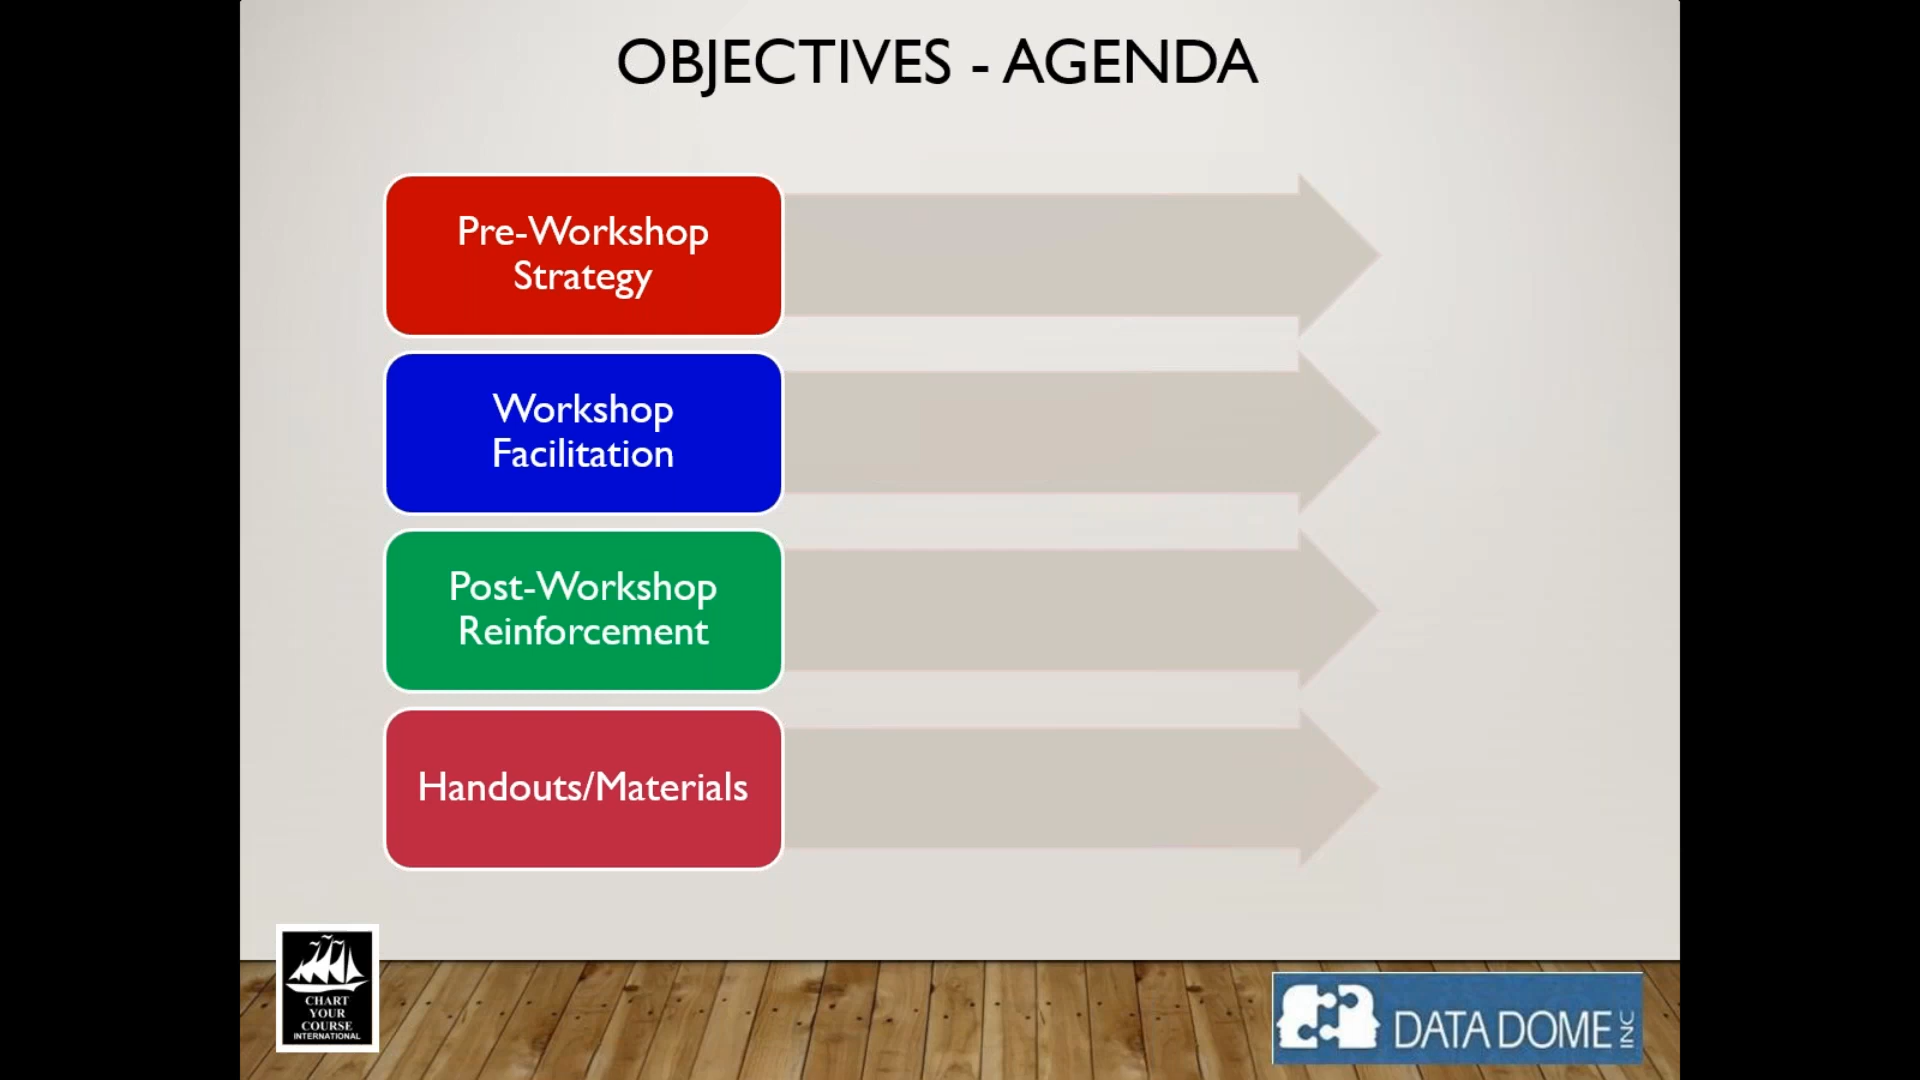 OBJECTIVES - AGENDA
Pre-Workshop
Strategy
Workshop
Facilitation
Post-Workshop
Reinforcement
Handouts/Materials
CHART
YOUR
COURSE
INTERNATIONAL
DATA DOME INC